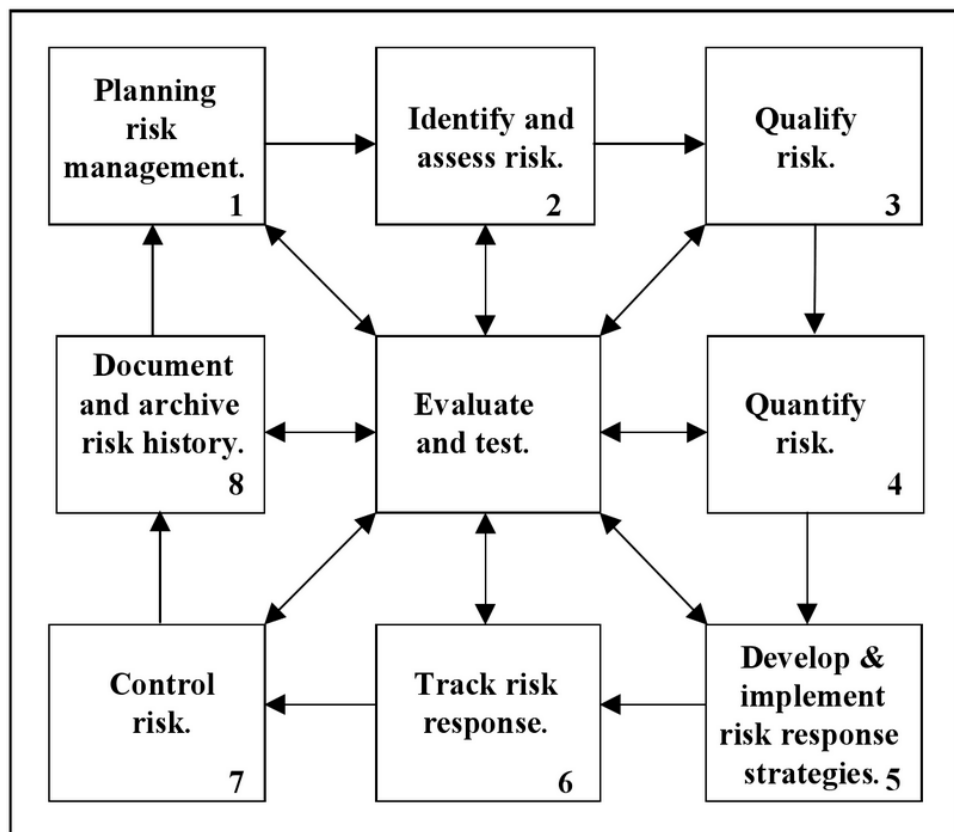 Planning
risk
management.
1
Identify and
assess risk.
2
Qualify
risk.
3
Document
and archive
risk history.
8
Evaluate
and test.
Quantify
risk.
4
Control
risk.
7
Track risk
response.
6
Develop &
implement
risk response
strategies. 5